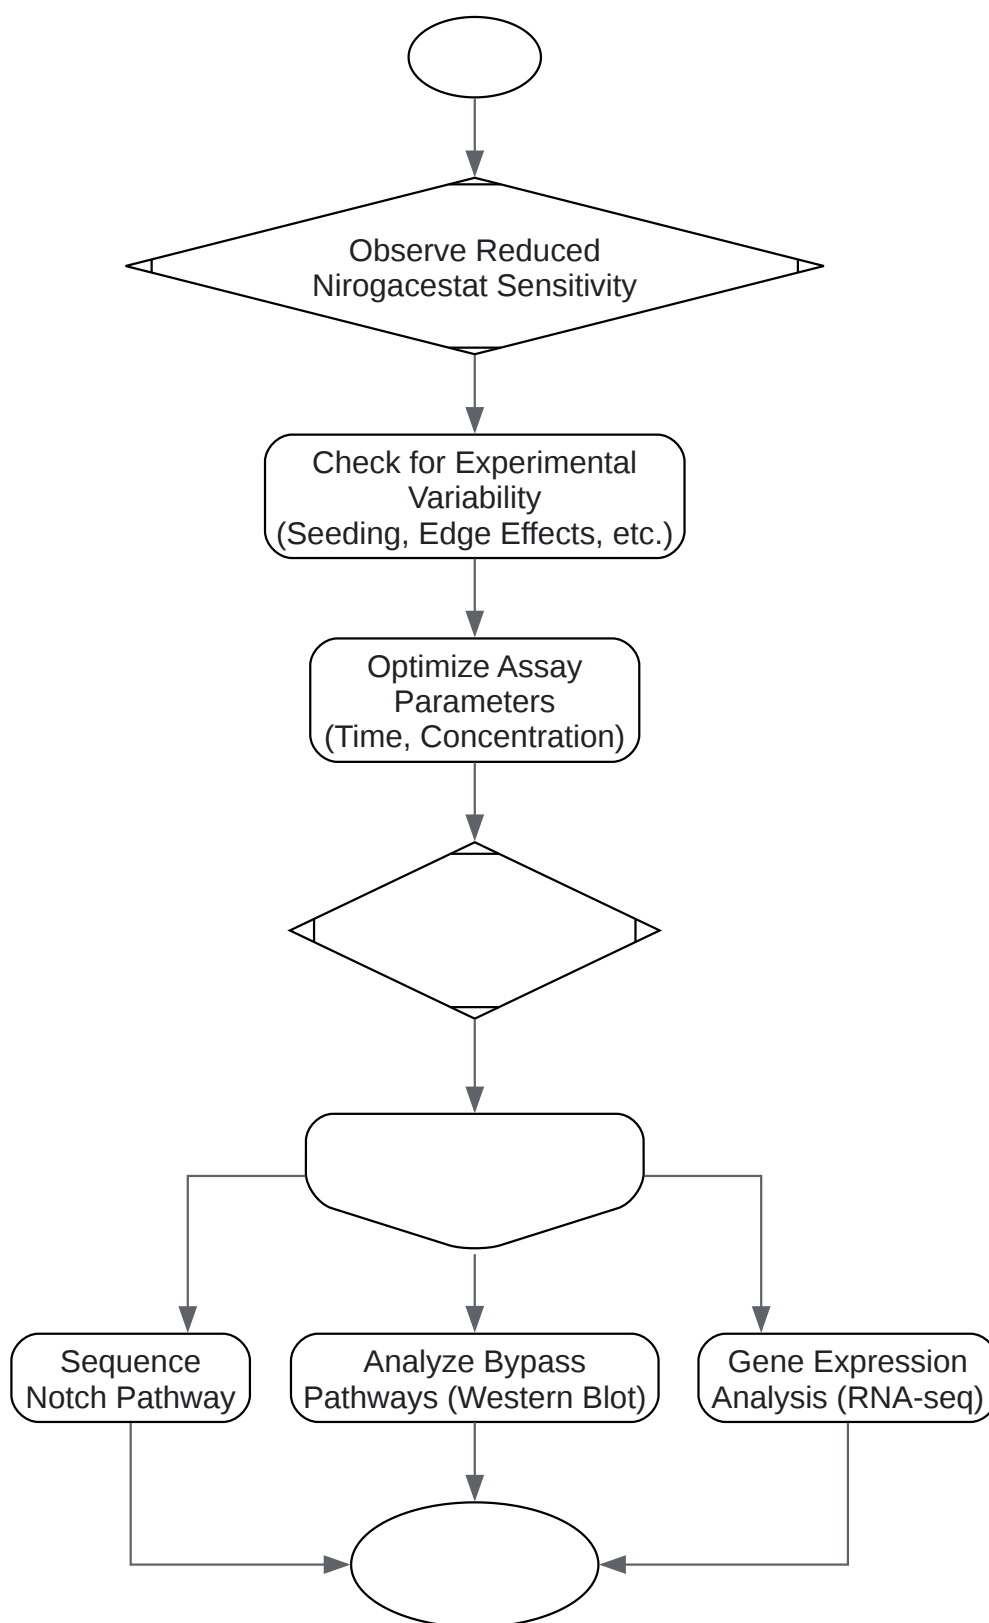 Observe Reduced
Nirogacestat Sensitivity
Check for Experimental
Variability
(Seeding, Edge Effects, etc.)
Optimize Assay
Parameters
(Time, Concentration)
Sequence
Notch Pathway
Analyze Bypass
Pathways (Western Blot)
Gene Expression
Analysis (RNA-seq)